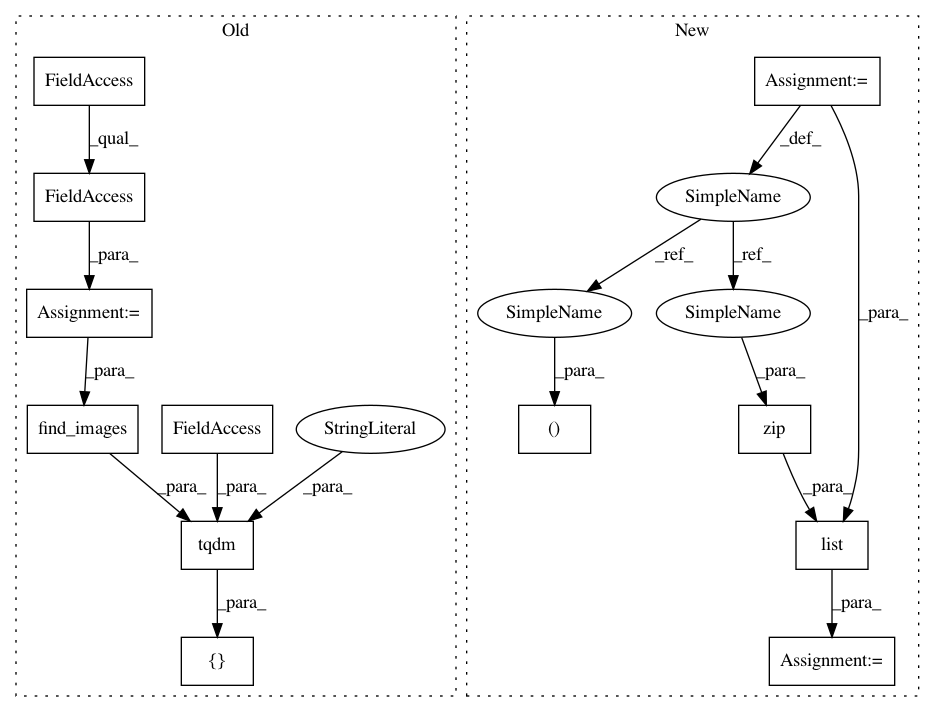 Old
New
FieldAccess
Assignment:=
_qual_
_def_
FieldAccess
SimpleName
_para_
_ref_
_ref_
Assignment:=
SimpleName
SimpleName
_para_
_para_
_para_
_para_
find_images
FieldAccess
StringLiteral
()
zip
_para_
_para_
_para_
_para_
tqdm
list
_para_
_para_
{}
Assignment:=